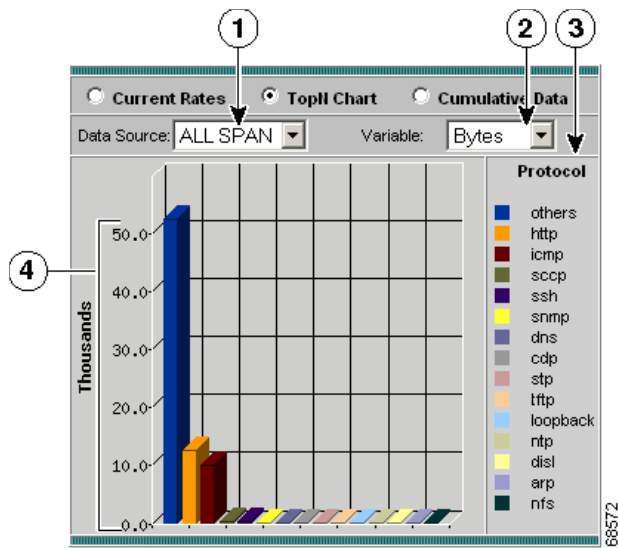 1
2
3
Current Rates TopN Chart Cumulative Data
Data Source: ALL SPAN Variable: Bytes
Protocol
others
http
icmp
sccp
ssh
snmp
dns
cdp
stp
tftp
loopback
ntp
disl
arp
nfs
4
Thousands
50.0
40.0
30.0
20.0
10.0
0.0
68572